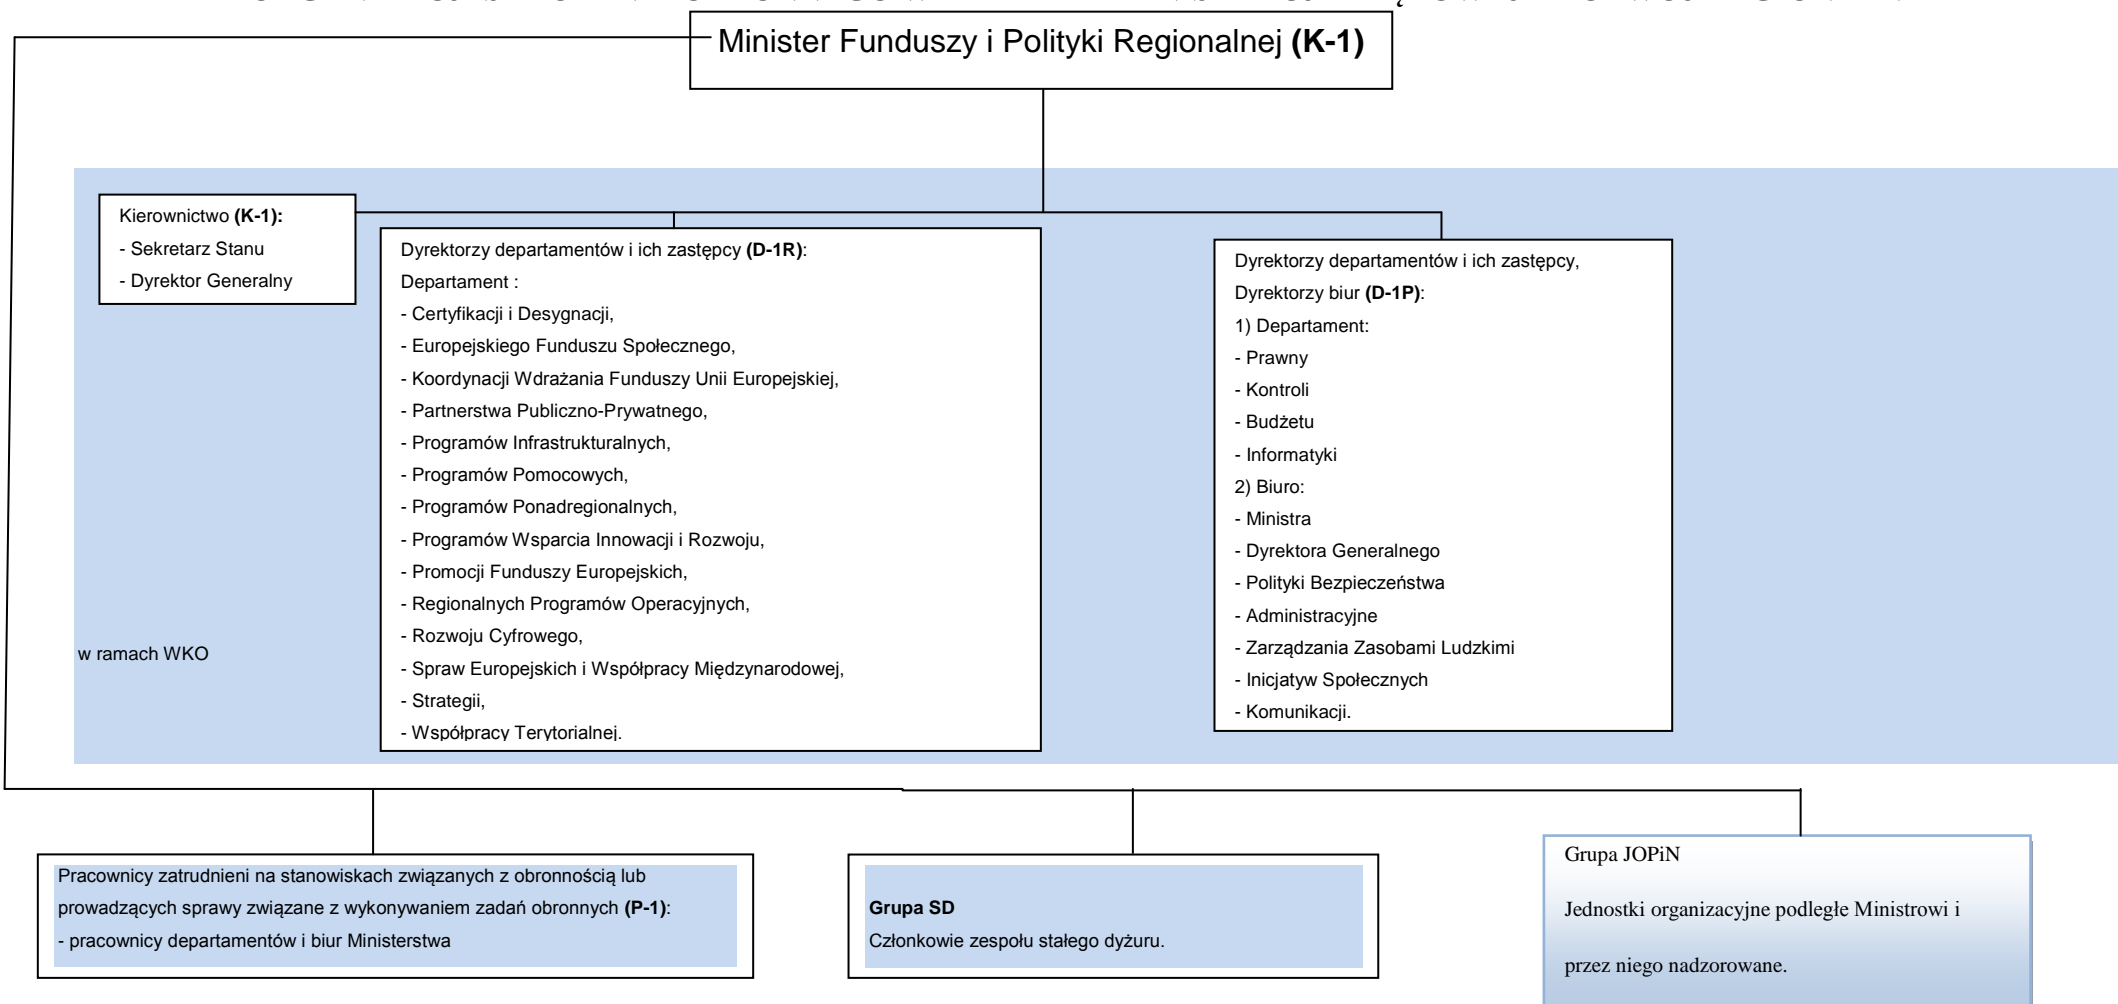 Minister Funduszy i Polityki Regionalnej (K-1)
Kierownictwo (K-1):
- Sekretarz Stanu
- Dyrektor Generalny
Dyrektorzy departamentów i ich zastępcy (D-1R):
Departament :
- Certyfikacji i Desygnacji,
- Europejskiego Funduszu Społecznego,
- Koordynacji Wdrażania Funduszy Unii Europejskiej,
- Partnerstwa Publiczno-Prywatnego,
- Programów Infrastrukturalnych,
- Programów Pomocowych,
- Programów Ponadregionalnych,
- Programów Wsparcia Innowacji i Rozwoju,
- Promocji Funduszy Europejskich,
- Regionalnych Programów Operacyjnych,
- Rozwoju Cyfrowego,
- Spraw Europejskich i Współpracy Międzynarodowej,
- Strategii,
- Współpracy Terytorialnej.
Dyrektorzy departamentów i ich zastępcy,
Dyrektorzy biur (D-1P):
1) Departament:
- Prawny
- Kontroli
- Budżetu
- Informatyki
2) Biuro:
- Ministra
- Dyrektora Generalnego
- Polityki Bezpieczeństwa
- Administracyjne
- Zarządzania Zasobami Ludzkimi
- Inicjatyw Społecznych
- Komunikacji.
w ramach WKO
Pracownicy zatrudnieni na stanowiskach związanych z obronnością lub
prowadzących sprawy związane z wykonywaniem zadań obronnych (P-1):
- pracownicy departamentów i biur Ministerstwa
Grupa SD
Członkowie zespołu stałego dyżuru.
Grupa JOPiN
Jednostki organizacyjne podległe Ministrowi i
przez niego nadzorowane.